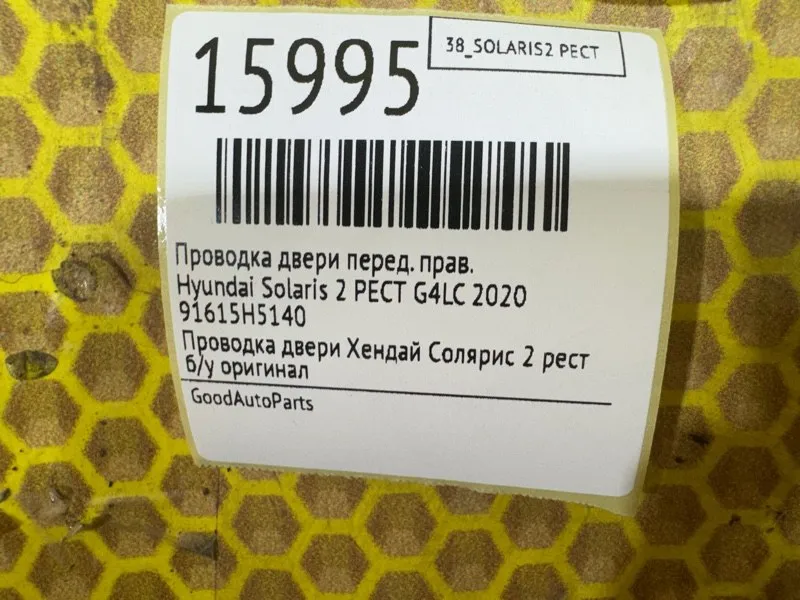 15995
38_SOLARIS2 РЕСТ
Проводка двери перед. прав.
Hyundai Solaris 2 РЕСТ G4LC 2020
91615H5140
Проводка двери Хендай Солярис 2 рест
б/у оригинал
GoodAutoParts